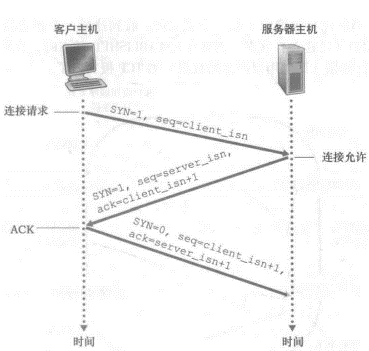 客户主机
服务器主机
连接请求
SYN=1, seq=client_isn
连接允许
SYN=1, seq=server_isn,
ack=client_isn+1
ACK
SYN=0, seq=client_isn+1,
ack=server_isn+1
时间
时间